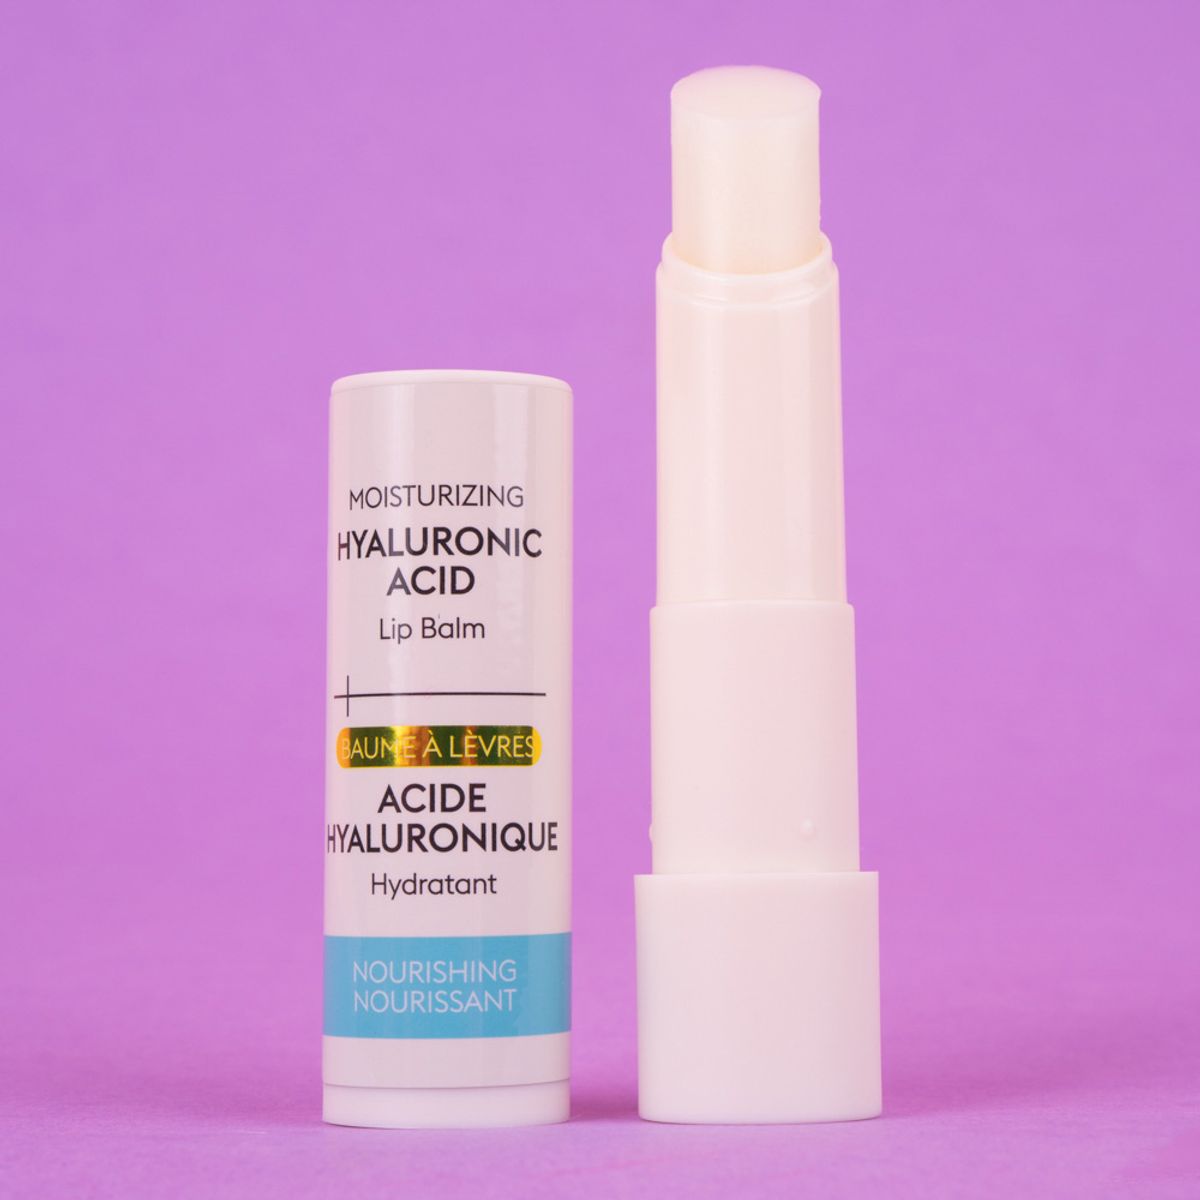 MOISTURIZING
HYALURONIC
ACID
Lip Balm
BAUME À LÈVRES
ACIDE
HYALURONIQUE
Hydratant
NOURISHING
NOURISSANT